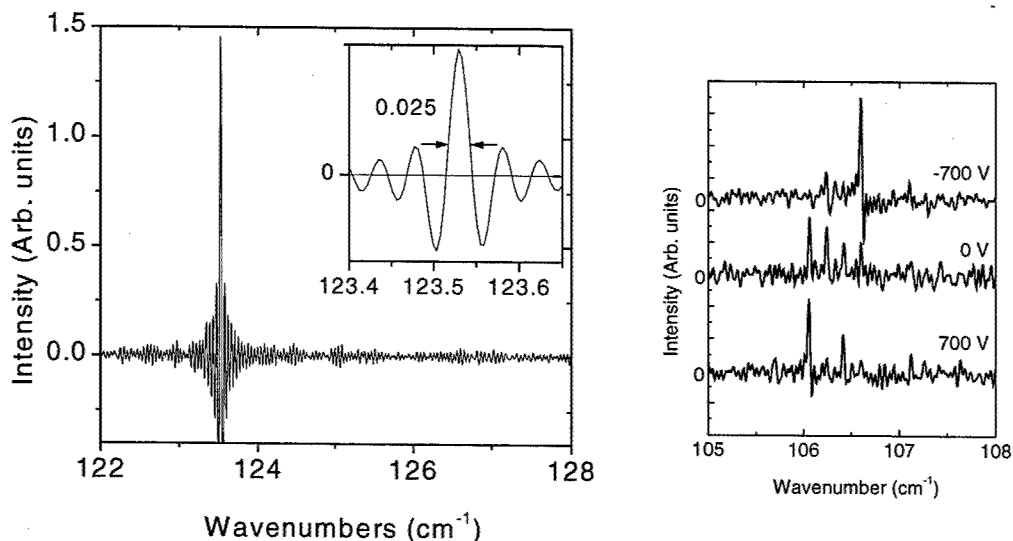 1.5
1.0
0.5
0.0
Intensity (Arb. units)
122
124
126
128
Wavenumbers (cm⁻¹)
0.025
0
123.4
123.5
123.6
-700 V
0
0 V
0
700 V
0
Intensity (Arb. units)
105
106
107
108
Wavenumber (cm⁻¹)